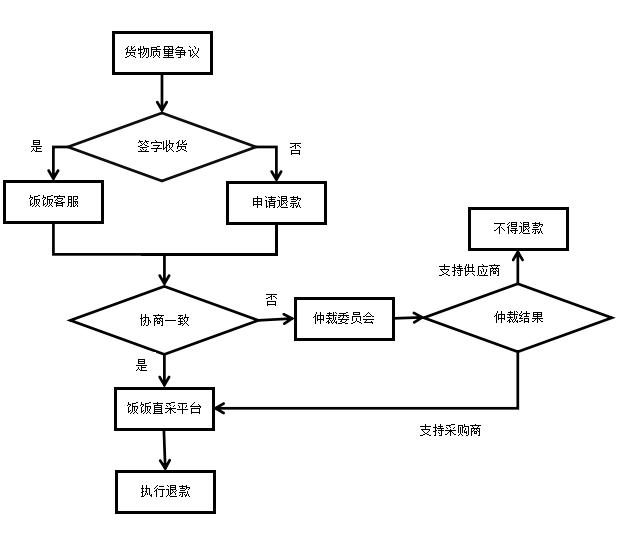 货物质量争议
签字收货
是
否
饭饭客服
申请退款
不得退款
支持供应商
协商一致
否
仲裁委员会
仲裁结果
是
饭饭直采平台
支持采购商
执行退款